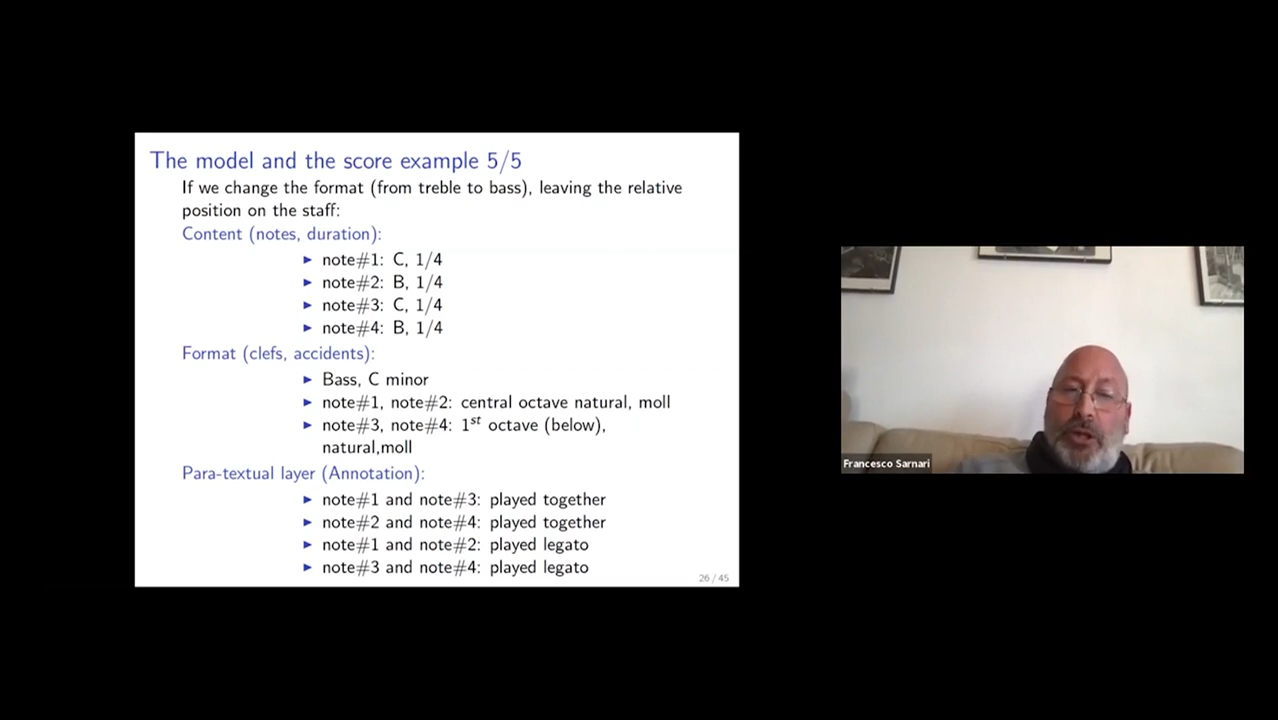 The model and the score example 5/5
If we change the format (from treble to bass), leaving the relative
position on the staff:
Content (notes, duration):
▶ note#1: C, 1/4
▶ note#2: B, 1/4
▶ note#3: C, 1/4
▶ note#4: B, 1/4
Format (clefs, accidents):
▶ Bass, C minor
▶ note#1, note#2: central octave natural, moll
▶ note#3, note#4: 1st octave (below),
natural,moll
Para-textual layer (Annotation):
▶ note#1 and note#3: played together
▶ note#2 and note#4: played together
▶ note#1 and note#2: played legato
▶ note#3 and note#4: played legato
26 / 45
Francesco Sarnari